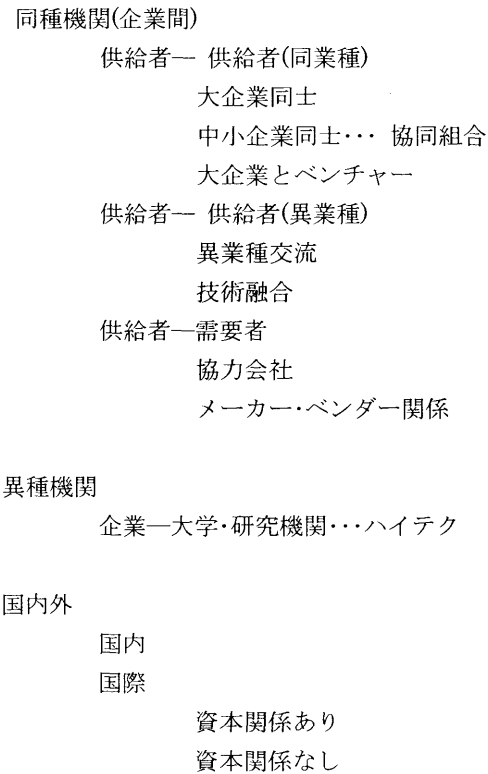 同種機関(企業間)
供給者― 供給者(同業種)
大企業同士
中小企業同士･･･ 協同組合
大企業とベンチャー
供給者― 供給者(異業種)
異業種交流
技術融合
供給者―需要者
協力会社
メーカー･ベンダー関係
異種機関
企業―大学･研究機関･･･ハイテク
国内外
国内
国際
資本関係あり
資本関係なし